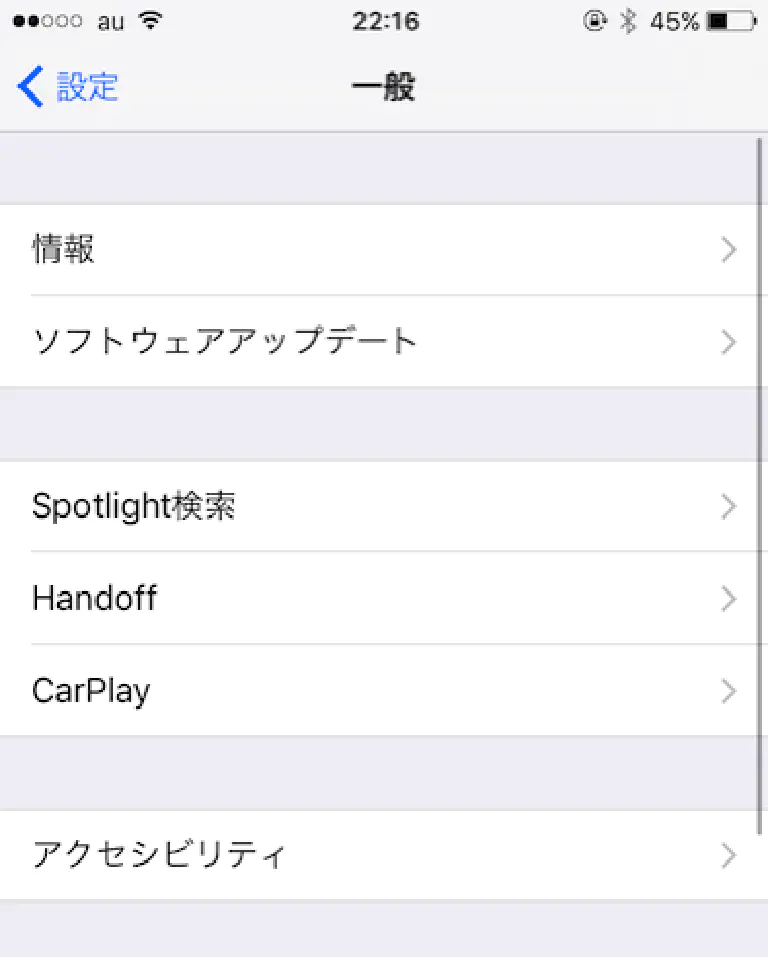 au 22:16 45%
設定 一般
情報
ソフトウェアアップデート
Spotlight検索
Handoff
CarPlay
アクセシビリティ